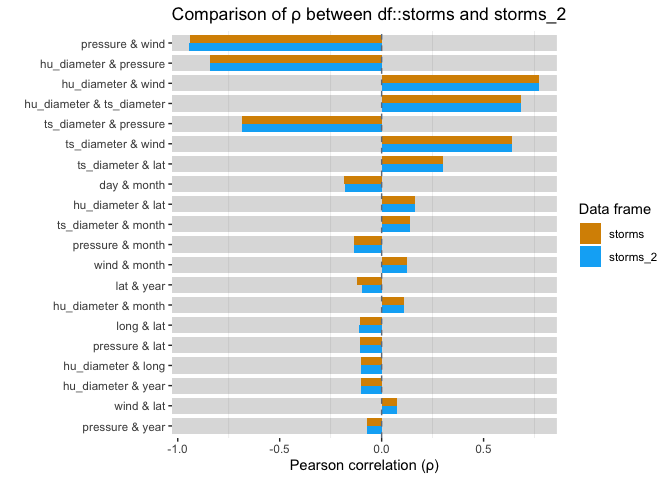 Comparison of ρ between df::storms and storms_2
pressure & wind
hu_diameter & pressure
hu_diameter & wind
hu_diameter & ts_diameter
ts_diameter & pressure
ts_diameter & wind
ts_diameter & lat
day & month
hu_diameter & lat
ts_diameter & month
pressure & month
wind & month
lat & year
hu_diameter & month
long & lat
pressure & lat
hu_diameter & long
hu_diameter & year
wind & lat
pressure & year
-1.0 -0.5 0.0 0.5
Pearson correlation (ρ)
Data frame
storms
storms_2